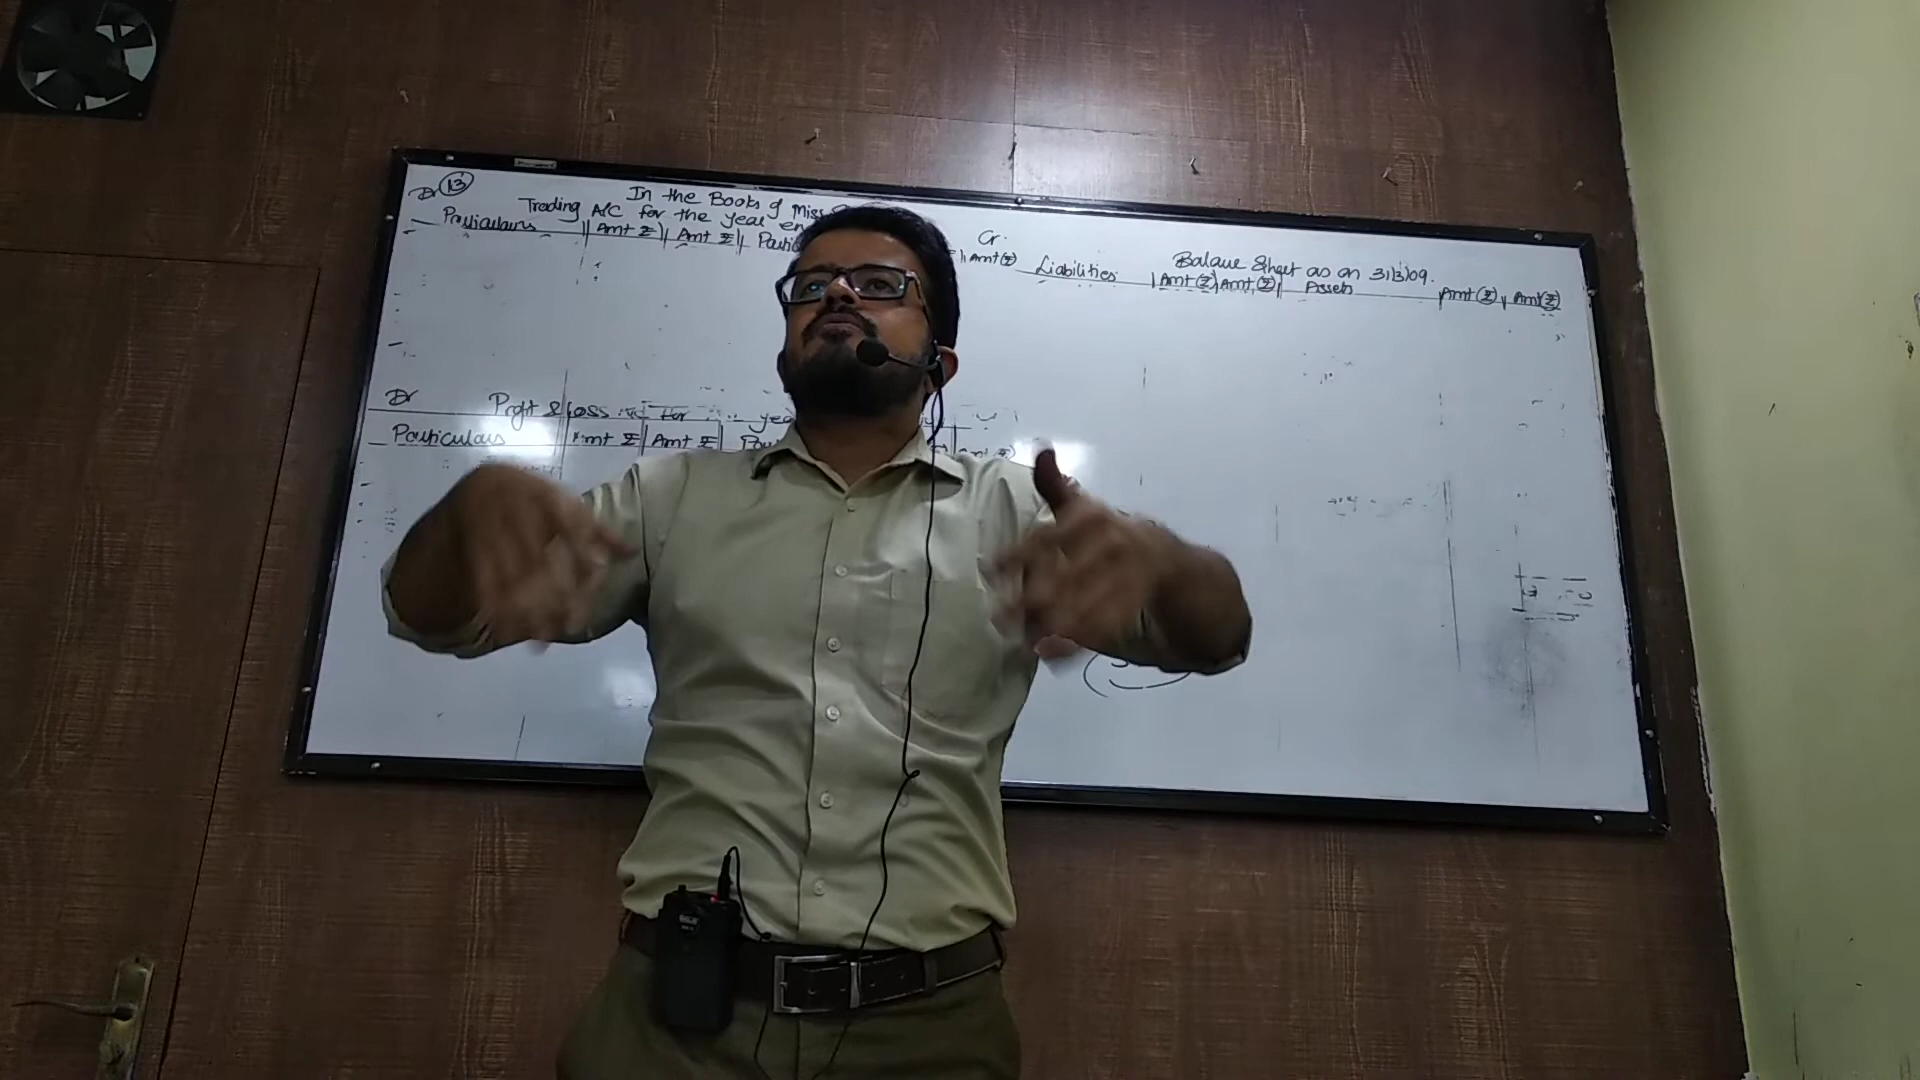 Dr 13 In the Books of Miss
Trading A/C for the year en
Cr.
Particulars Amt ₹ Amt ₹
Amt(₹)
Balance Sheet as on 31/3/09.
Liabilities Amt(₹) Amt(₹) Assets Amt(₹) Amt(₹)
Dr Profit & Loss yea
Particulars Amt ₹ Amt ₹